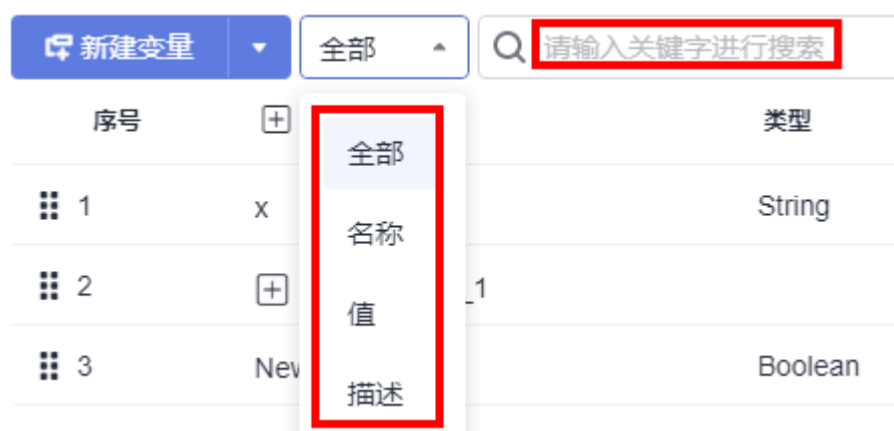 新建变量 全部 请输入关键字进行搜索
序号 类型
全部
1 x String
名称
2 _1
值
3 New Boolean
描述